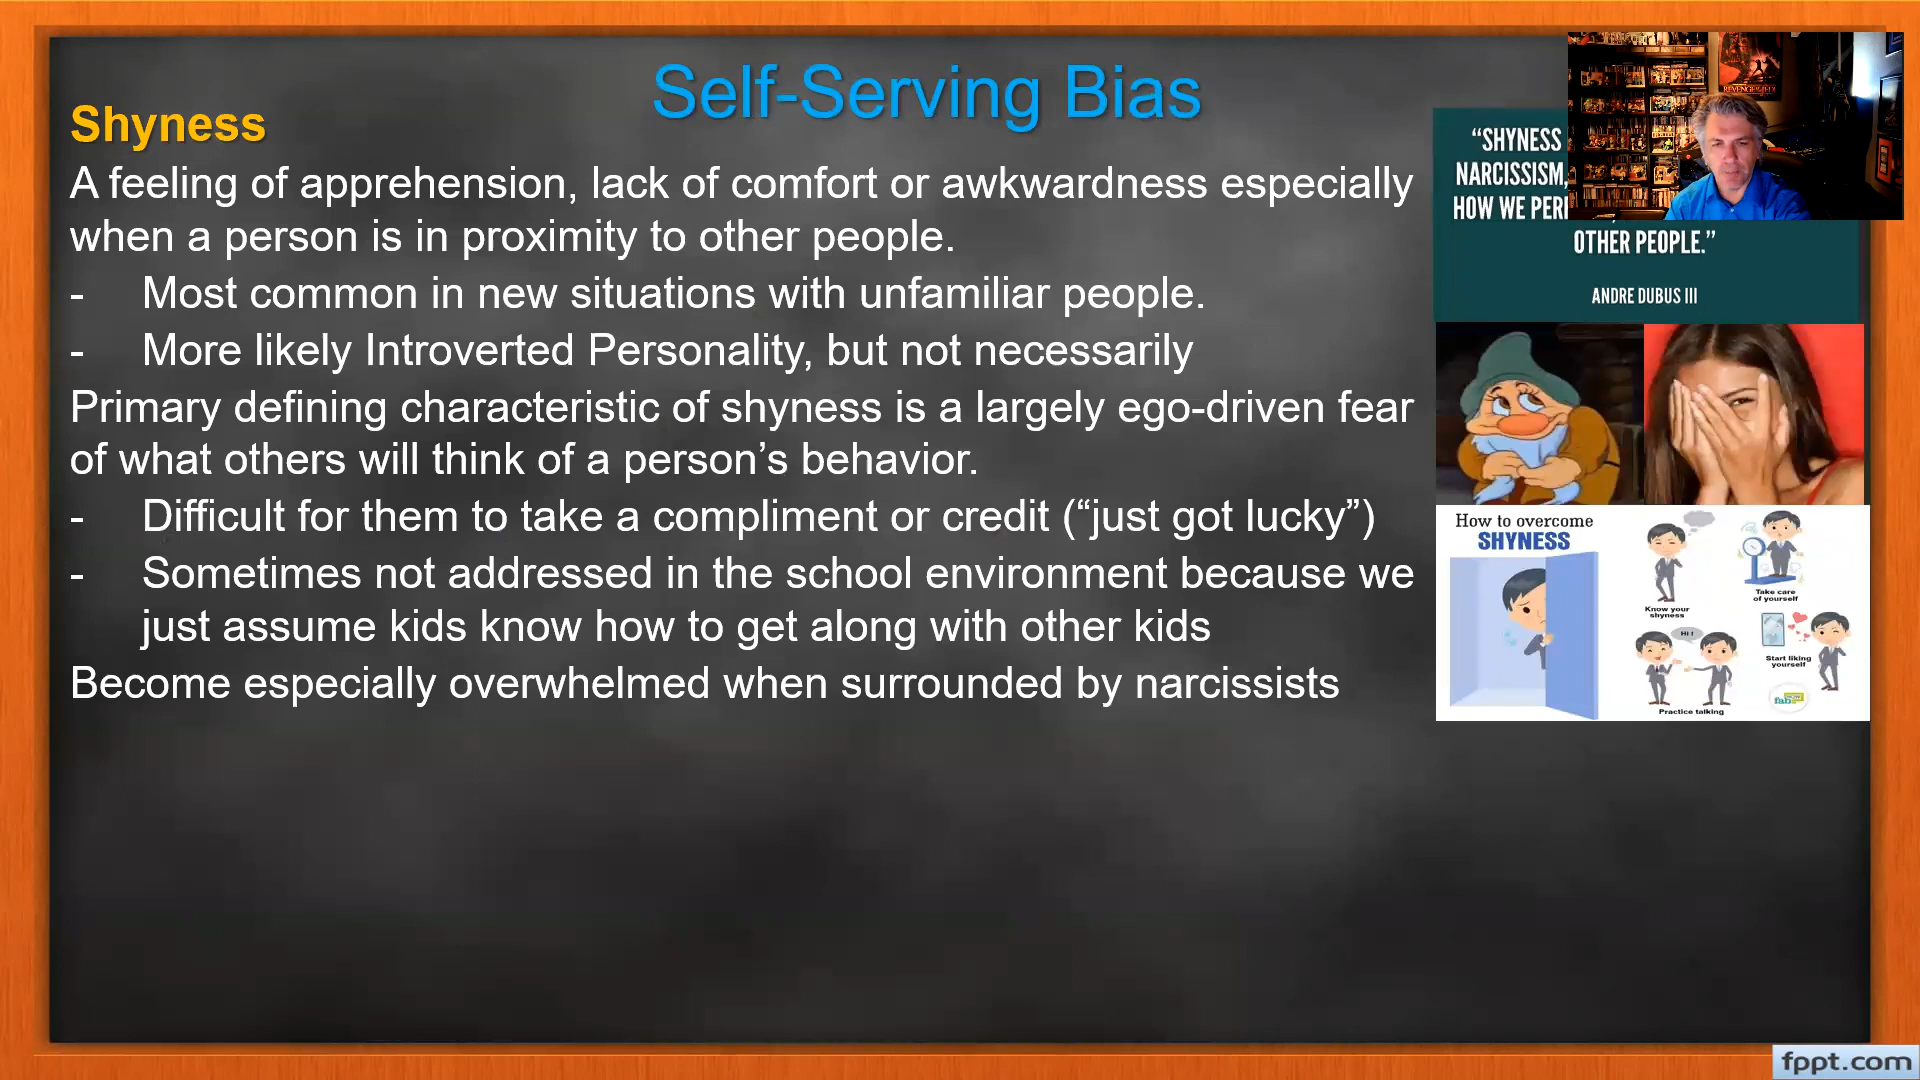 Self-Serving Bias
Shyness
A feeling of apprehension, lack of comfort or awkwardness especially
when a person is in proximity to other people.
- Most common in new situations with unfamiliar people.
- More likely Introverted Personality, but not necessarily
Primary defining characteristic of shyness is a largely ego-driven fear
of what others will think of a person’s behavior.
- Difficult for them to take a compliment or credit (“just got lucky”)
- Sometimes not addressed in the school environment because we
just assume kids know how to get along with other kids
Become especially overwhelmed when surrounded by narcissists
“SHYNESS
NARCISSISM,
HOW WE
OTHER PEOPLE.”
ANDRE DUBUS III
How to overcome
SHYNESS
Know your
shyness
Take care
of yourself
Hi !
Practice talking
Start liking
yourself
fab
fppt.com